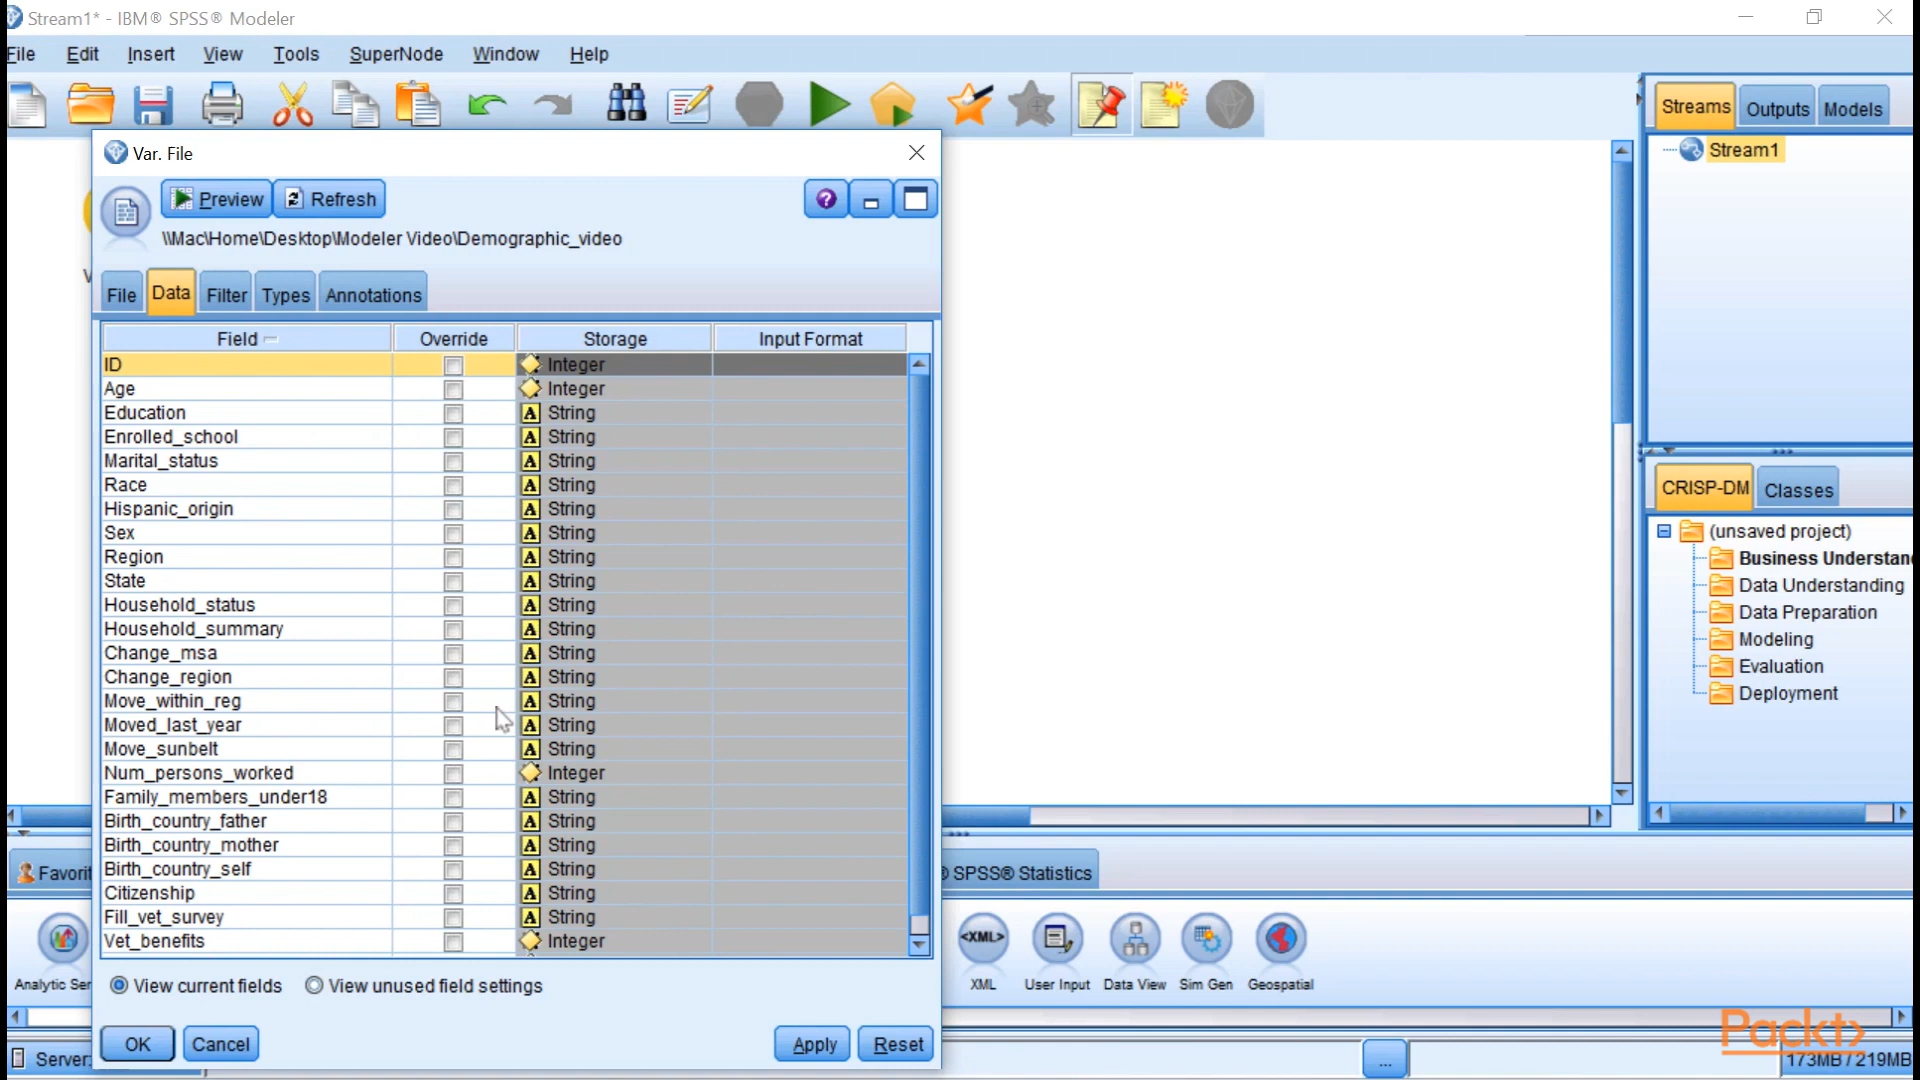 Stream1* - IBM® SPSS® Modeler
File Edit Insert View Tools SuperNode Window Help
Var. File
Preview Refresh
\\Mac\Home\Desktop\Modeler Video\Demographic_video
File Data Filter Types Annotations
Field Override Storage Input Format
ID Integer
Age Integer
Education String
Enrolled_school String
Marital_status String
Race String
Hispanic_origin String
Sex String
Region String
State String
Household_status String
Household_summary String
Change_msa String
Change_region String
Move_within_reg String
Moved_last_year String
Move_sunbelt String
Num_persons_worked Integer
Family_members_under18 String
Birth_country_father String
Birth_country_mother String
Birth_country_self String
Citizenship String
Fill_vet_survey String
Vet_benefits Integer
View current fields View unused field settings
OK Cancel Apply Reset
Streams Outputs Models
Stream1
CRISP-DM Classes
(unsaved project)
Business Understan
Data Understanding
Data Preparation
Modeling
Evaluation
Deployment
Favorit
® SPSS® Statistics
<XML>
Analytic Ser XML User Input Data View Sim Gen Geospatial
Packt>
Server: ... 173MB / 219MB